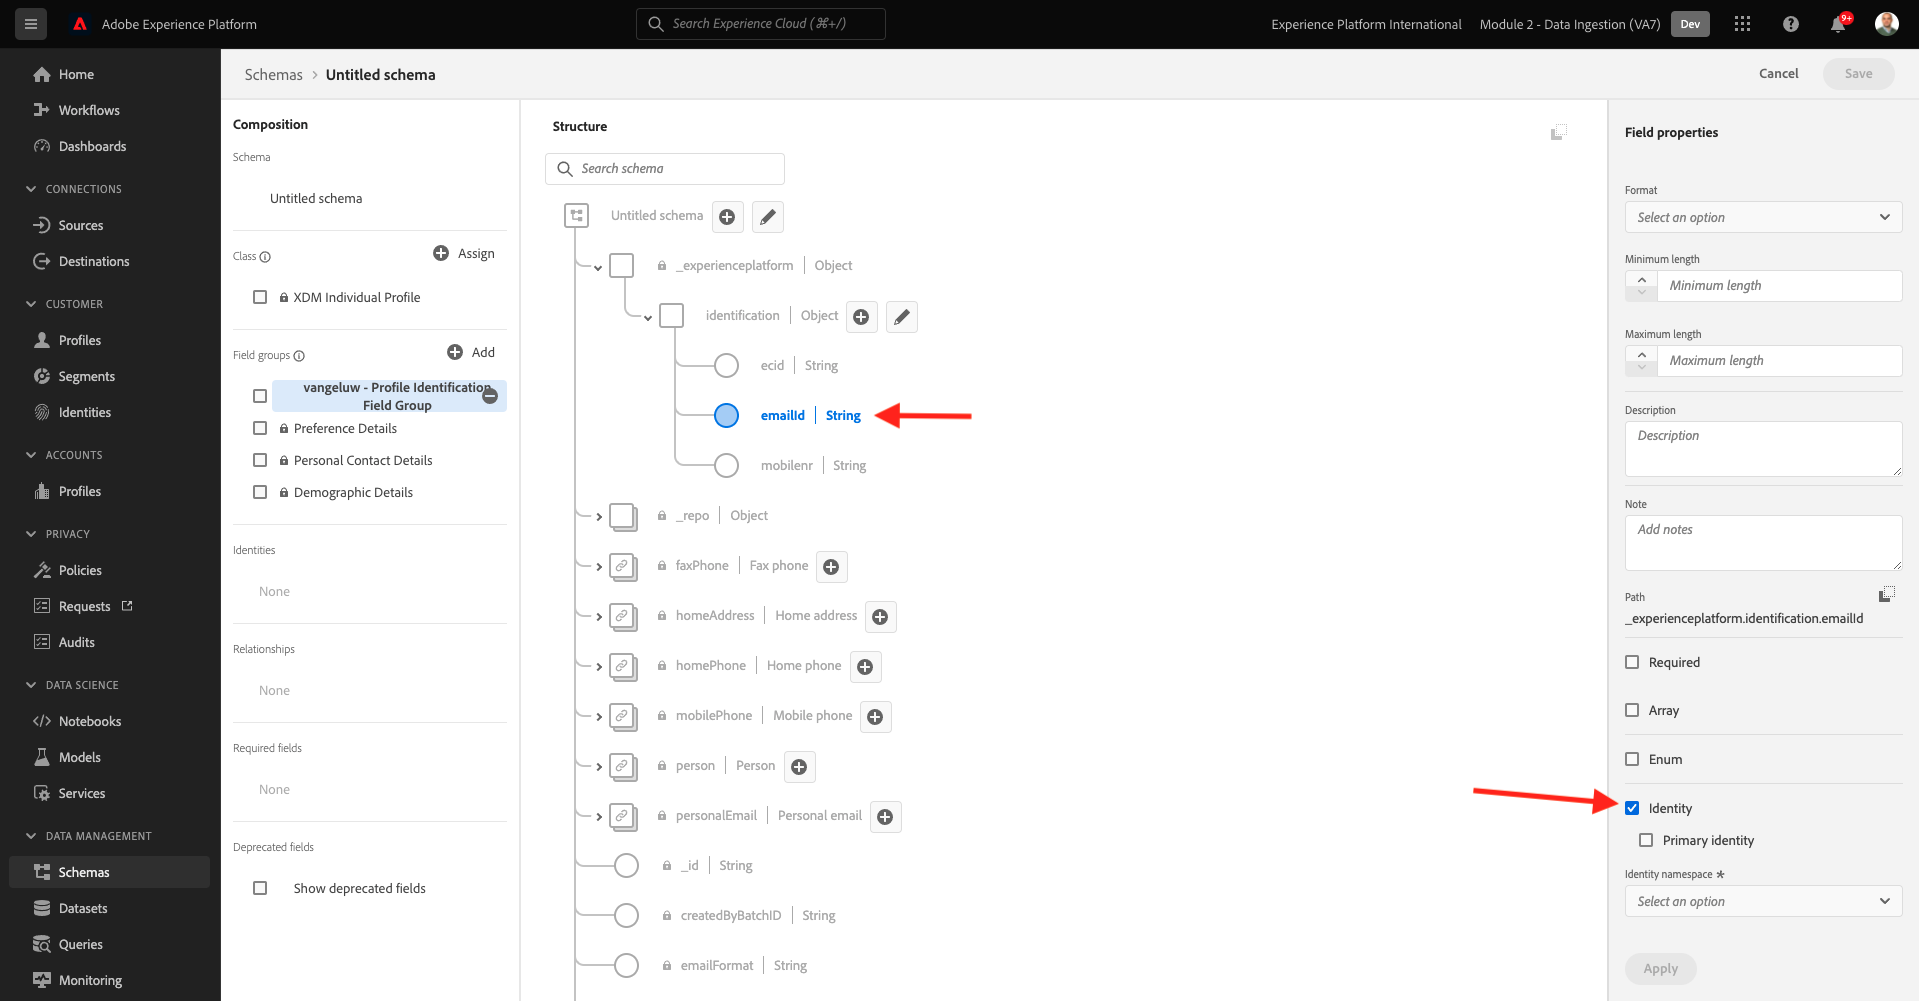 Adobe Experience Platform
Search Experience Cloud (⌘+/)
Experience Platform International
Module 2 - Data Ingestion (VA7)
Dev
9+
Home
Workflows
Dashboards
CONNECTIONS
Sources
Destinations
CUSTOMER
Profiles
Segments
Identities
ACCOUNTS
Profiles
PRIVACY
Policies
Requests
Audits
DATA SCIENCE
Notebooks
Models
Services
DATA MANAGEMENT
Schemas
Datasets
Queries
Monitoring
Schemas > Untitled schema
Cancel
Save
Composition
Schema
Untitled schema
Class
Assign
XDM Individual Profile
Field groups
Add
vangeluw - Profile Identification
Field Group
Preference Details
Personal Contact Details
Demographic Details
Identities
None
Relationships
None
Required fields
None
Deprecated fields
Show deprecated fields
Structure
Search schema
Untitled schema
_experienceplatform | Object
identification | Object
ecid | String
emailId | String
mobilenr | String
_repo | Object
faxPhone | Fax phone
homeAddress | Home address
homePhone | Home phone
mobilePhone | Mobile phone
person | Person
personalEmail | Personal email
_id | String
createdByBatchID | String
emailFormat | String
Field properties
Format
Select an option
Minimum length
Minimum length
Maximum length
Maximum length
Description
Description
Note
Add notes
Path
_experienceplatform.identification.emailId
Required
Array
Enum
Identity
Primary identity
Identity namespace *
Select an option
Apply